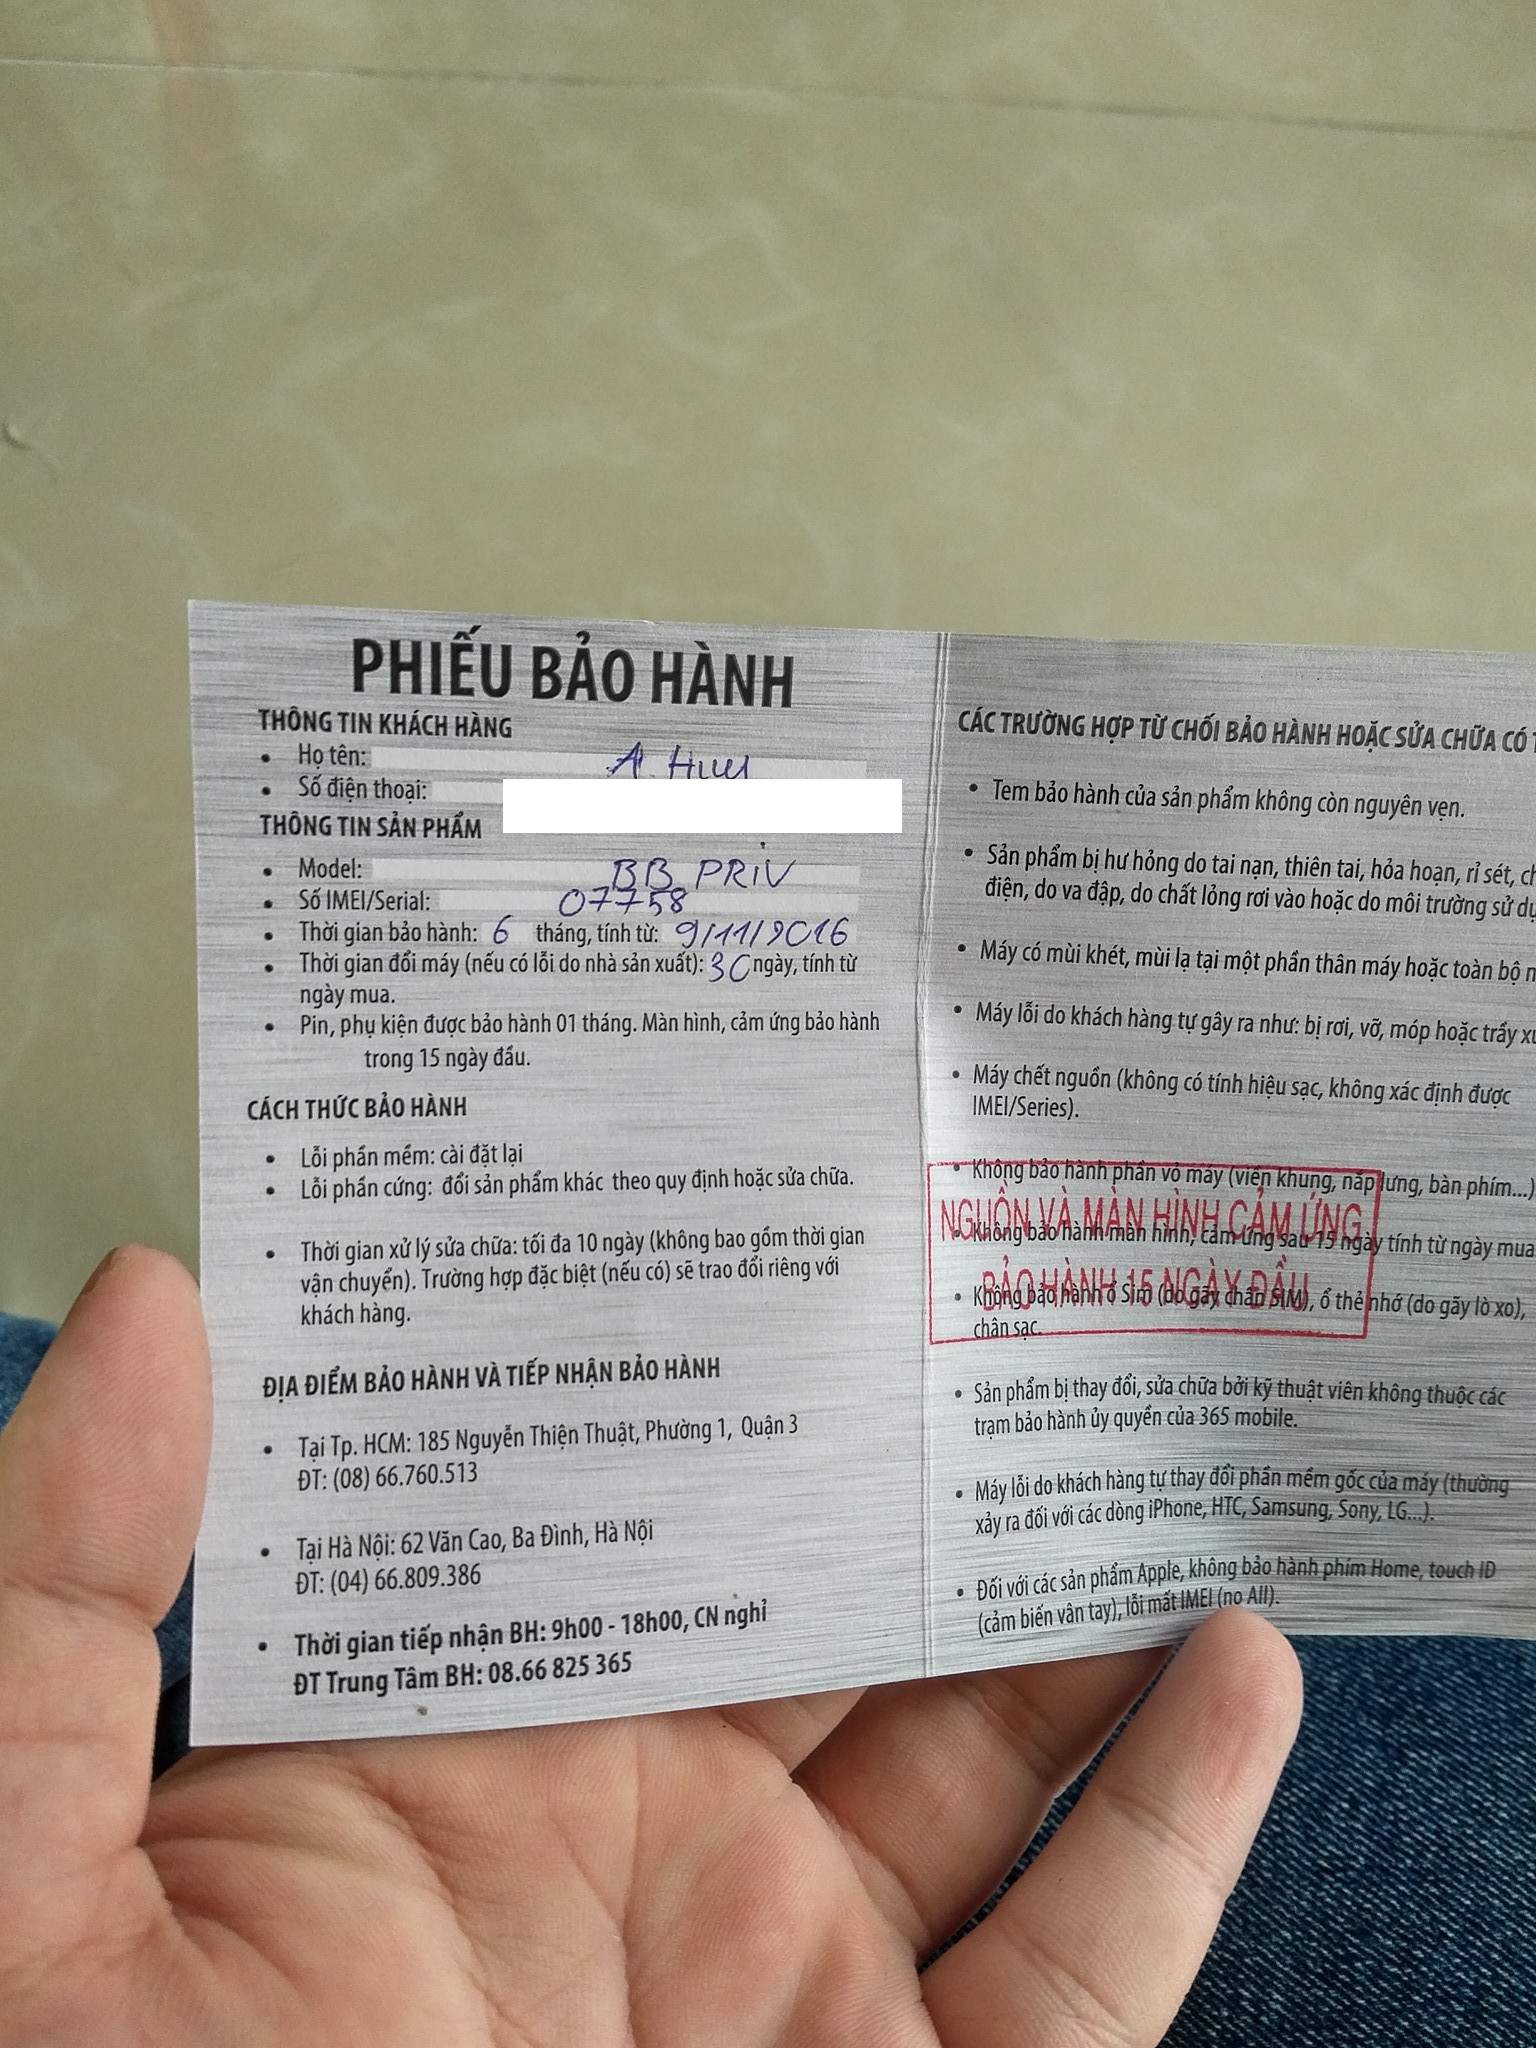 PHIẾU BẢO HÀNH
THÔNG TIN KHÁCH HÀNG
• Họ tên: A. Huy
• Số điện thoại:
THÔNG TIN SẢN PHẨM
• Model: BB PRIV
• Số IMEI/Serial: 07758
• Thời gian bảo hành: 6 tháng, tính từ: 9/11/2016
• Thời gian đổi máy (nếu có lỗi do nhà sản xuất): 30 ngày, tính từ
ngày mua.
• Pin, phụ kiện được bảo hành 01 tháng. Màn hình, cảm ứng bảo hành
trong 15 ngày đầu.
CÁCH THỨC BẢO HÀNH
• Lỗi phần mềm: cài đặt lại
• Lỗi phần cứng: đổi sản phẩm khác theo quy định hoặc sửa chữa.
• Thời gian xử lý sửa chữa: tối đa 10 ngày (không bao gồm thời gian
vận chuyển). Trường hợp đặc biệt (nếu có) sẽ trao đổi riêng với
khách hàng.
ĐỊA ĐIỂM BẢO HÀNH VÀ TIẾP NHẬN BẢO HÀNH
• Tại Tp. HCM: 185 Nguyễn Thiện Thuật, Phường 1, Quận 3
ĐT: (08) 66.760.513
• Tại Hà Nội: 62 Văn Cao, Ba Đình, Hà Nội
ĐT: (04) 66.809.386
• Thời gian tiếp nhận BH: 9h00 - 18h00, CN nghỉ
ĐT Trung Tâm BH: 08.66 825 365
CÁC TRƯỜNG HỢP TỪ CHỐI BẢO HÀNH HOẶC SỬA CHỮA CÓ
• Tem bảo hành của sản phẩm không còn nguyên vẹn.
• Sản phẩm bị hư hỏng do tai nạn, thiên tai, hỏa hoạn, rỉ sét,
điện, do va đập, do chất lỏng rơi vào hoặc do môi trường sử
• Máy có mùi khét, mùi lạ tại một phần thân máy hoặc toàn bộ
• Máy lỗi do khách hàng tự gây ra như: bị rơi, vỡ, móp hoặc trầy
• Máy chết nguồn (không có tính hiệu sạc, không xác định được
IMEI/Series).
• Không bảo hành phần vỏ máy (viền khung, nắp lưng, bàn phím...)
NGUỒN VÀ MÀN HÌNH CẢM ỨNG
• Không bảo hành màn hình, cảm ứng sau 15 ngày tính từ ngày mua
BẢO HÀNH 15 NGÀY ĐẦU
• Không bảo hành ổ Sim (do gãy chân SIM), ổ thẻ nhớ (do gãy lò xo),
chân sạc.
• Sản phẩm bị thay đổi, sửa chữa bởi kỹ thuật viên không thuộc các
trạm bảo hành ủy quyền của 365 mobile.
• Máy lỗi do khách hàng tự thay đổi phần mềm gốc của máy (thường
xảy ra đối với các dòng iPhone, HTC, Samsung, Sony, LG...).
• Đối với các sản phẩm Apple, không bảo hành phím Home, touch ID
(cảm biến vân tay), lỗi mất IMEI (no All).